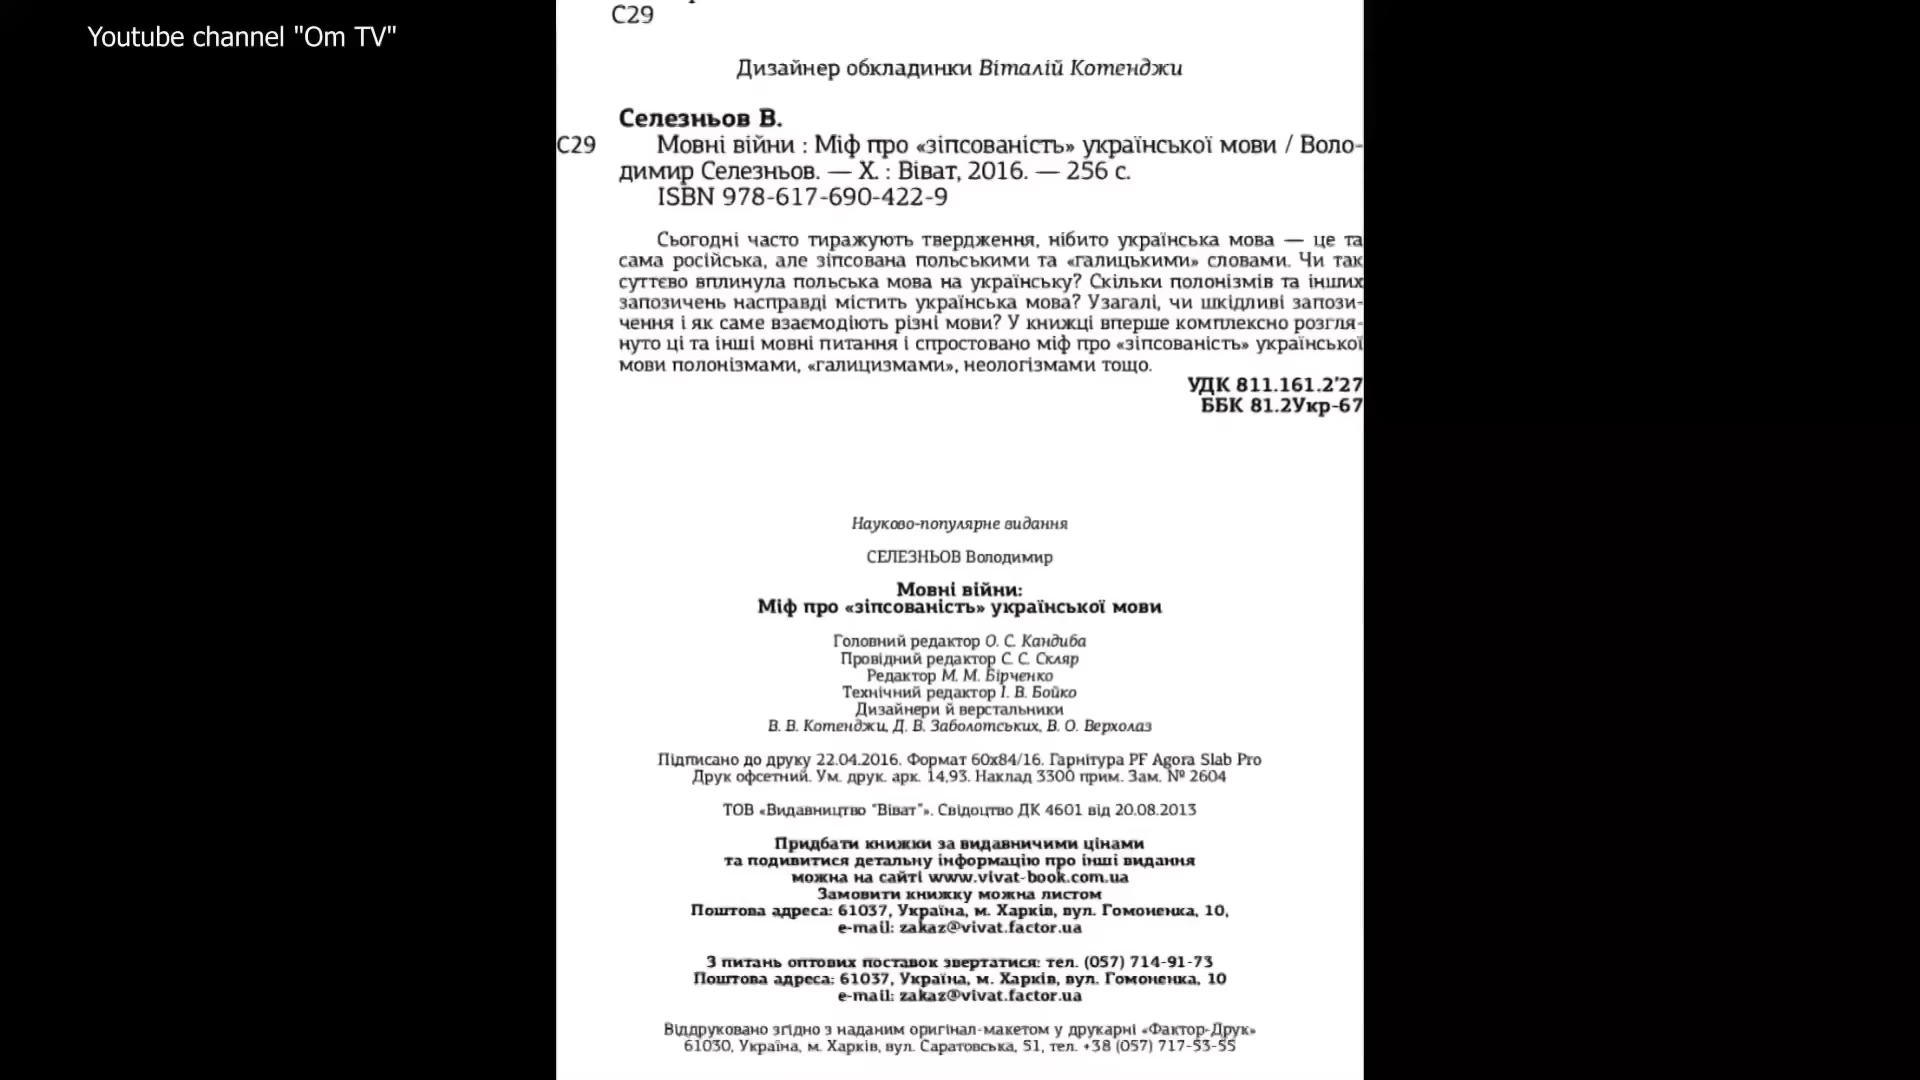 Youtube channel "Om TV"
С29
Дизайнер обкладинки Віталій Котенджи
Селезньов В.
С29 Мовні війни : Міф про «зіпсованість» української мови / Воло-
димир Селезньов. — Х. : Віват, 2016. — 256 с.
ISBN 978-617-690-422-9
Сьогодні часто тиражують твердження, нібито українська мова — це та
сама російська, але зіпсована польськими та «галицькими» словами. Чи так
суттєво вплинула польська мова на українську? Скільки полонізмів та інших
запозичень насправді містить українська мова? Узагалі, чи шкідливі запози-
чення і як саме взаємодіють різні мови? У книжці вперше комплексно розгля-
нуто ці та інші мовні питання і спростовано міф про «зіпсованість» української
мови полонізмами, «галицизмами», неологізмами тощо.
УДК 811.161.2'27
ББК 81.2Укр-67
Науково-популярне видання
СЕЛЕЗНЬОВ Володимир
Мовні війни:
Міф про «зіпсованість» української мови
Головний редактор О. С. Кандиба
Провідний редактор С. С. Скляр
Редактор М. М. Бірченко
Технічний редактор І. В. Бойко
Дизайнери й верстальники
В. В. Котенджи, Д. В. Заболотських, В. О. Верхолаз
Підписано до друку 22.04.2016. Формат 60х84/16. Гарнітура PF Agora Slab Pro
Друк офсетний. Ум. друк. арк. 14,93. Наклад 3300 прим. Зам. № 2604
ТОВ «Видавництво "Віват"». Свідоцтво ДК 4601 від 20.08.2013
Придбати книжки за видавничими цінами
та подивитися детальну інформацію про інші видання
можна на сайті www.vivat-book.com.ua
Замовити книжку можна листом
Поштова адреса: 61037, Україна, м. Харків, вул. Гомоненка, 10,
e-mail: zakaz@vivat.factor.ua
З питань оптових поставок звертатися: тел. (057) 714-91-73
Поштова адреса: 61037, Україна, м. Харків, вул. Гомоненка, 10
e-mail: zakaz@vivat.factor.ua
Віддруковано згідно з наданим оригінал-макетом у друкарні «Фактор-Друк»
61030, Україна, м. Харків, вул. Саратовська, 51, тел. +38 (057) 717-53-55